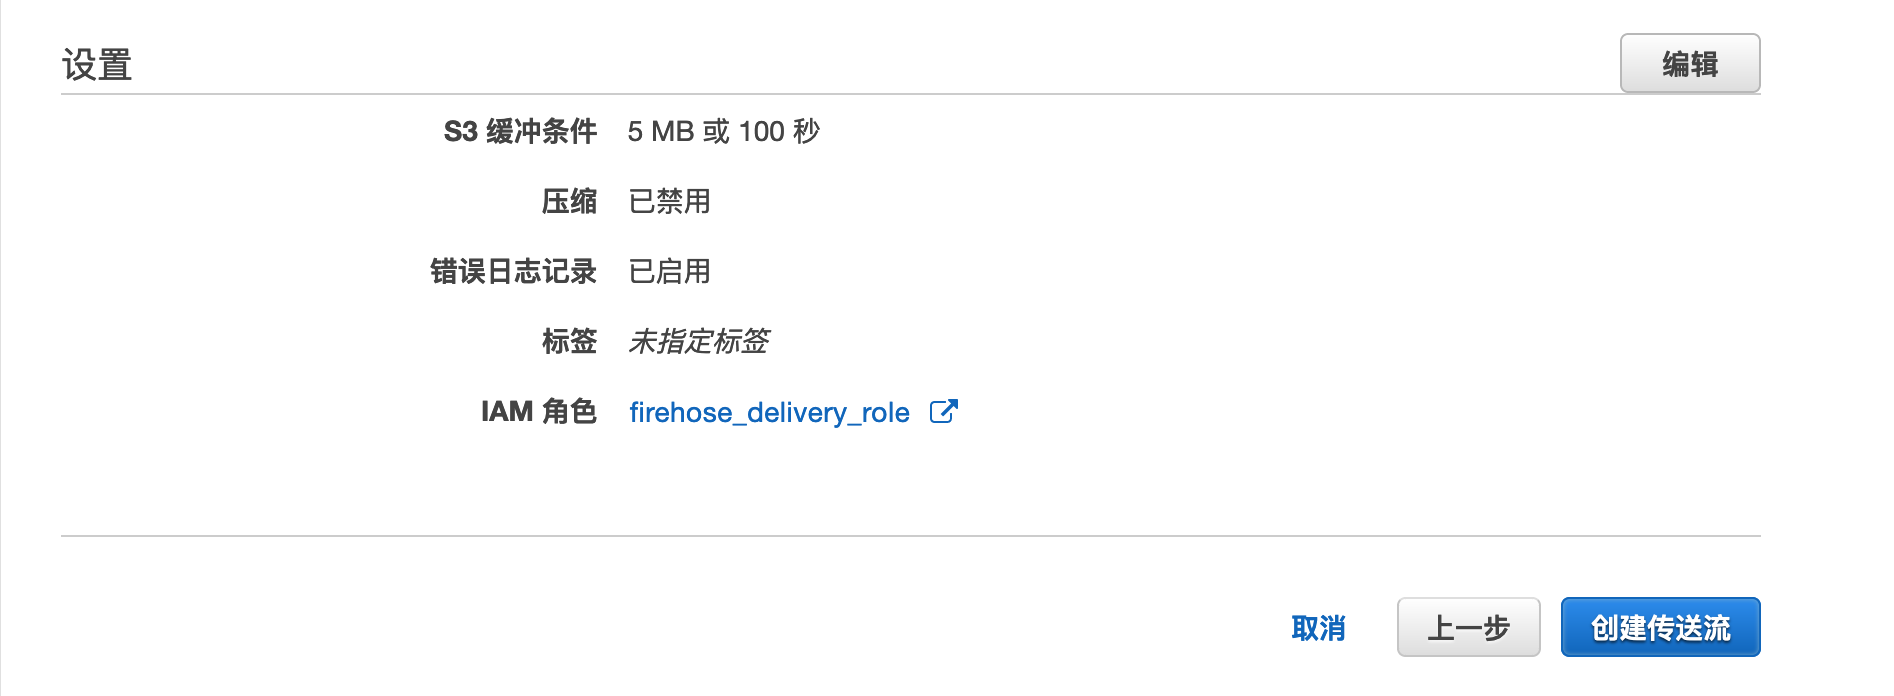 设置
编辑
S3 缓冲条件 5 MB 或 100 秒
压缩 已禁用
错误日志记录 已启用
标签 未指定标签
IAM 角色 firehose_delivery_role
取消 上一步 创建传送流